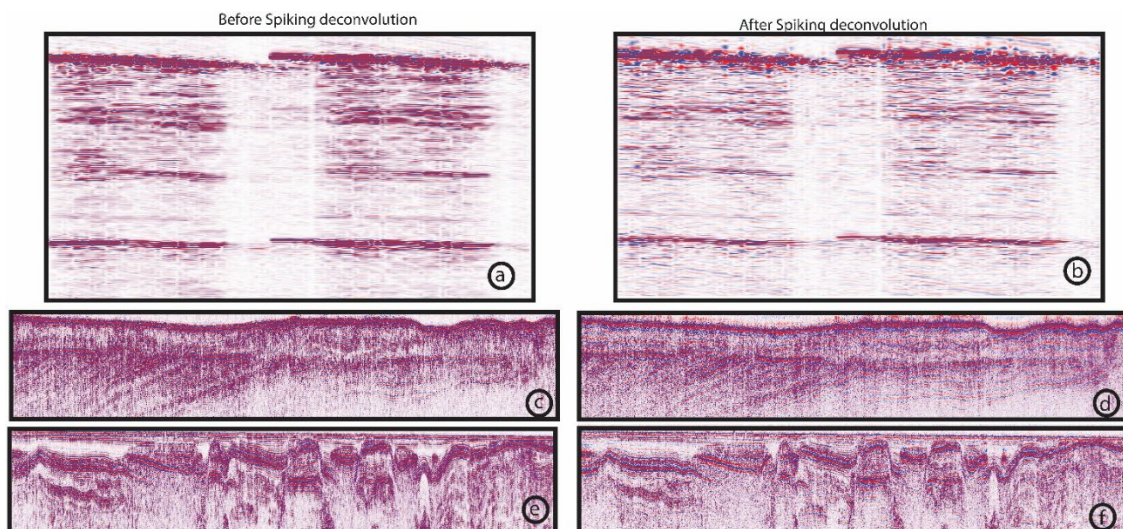 Before Spiking deconvolution
After Spiking deconvolution
a
b
c
d
e
f